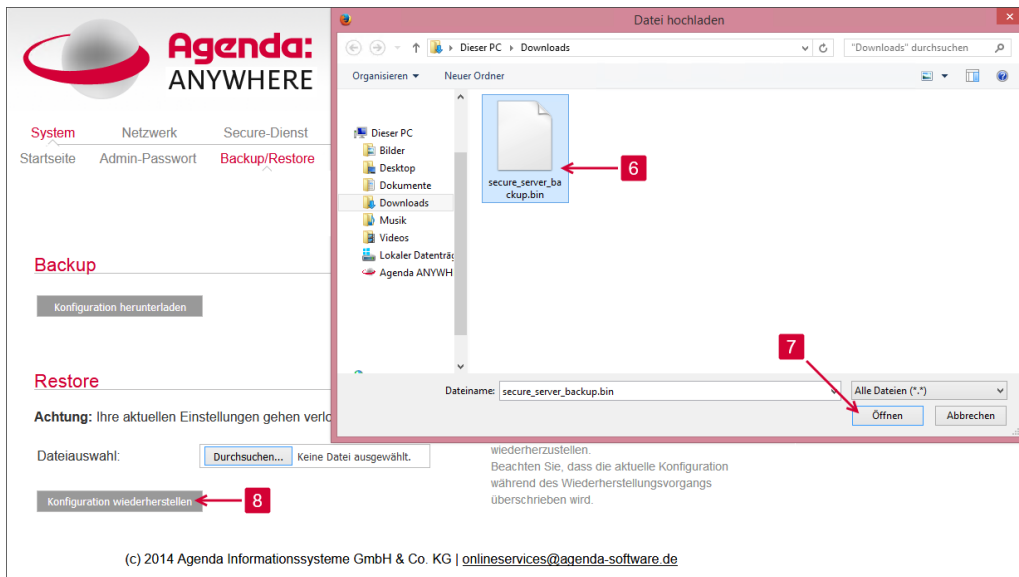 Agenda:
ANYWHERE
System Netzwerk Secure-Dienst
Startseite Admin-Passwort Backup/Restore
Backup
Konfiguration herunterladen
Restore
Achtung: Ihre aktuellen Einstellungen gehen verlo
Dateiauswahl: Durchsuchen... Keine Datei ausgewählt.
wiederherzustellen.
Beachten Sie, dass die aktuelle Konfiguration
während des Wiederherstellungsvorgangs
überschrieben wird.
Konfiguration wiederherstellen 8
(c) 2014 Agenda Informationssysteme GmbH & Co. KG | onlineservices@agenda-software.de
Datei hochladen
Dieser PC Downloads "Downloads" durchsuchen
Organisieren Neuer Ordner
Dieser PC
Bilder
Desktop
Dokumente
Downloads
Musik
Videos
Lokaler Datenträg
Agenda ANYWH
secure_server_ba
ckup.bin
6
7
Dateiname: secure_server_backup.bin Alle Dateien (*.*)
Öffnen Abbrechen